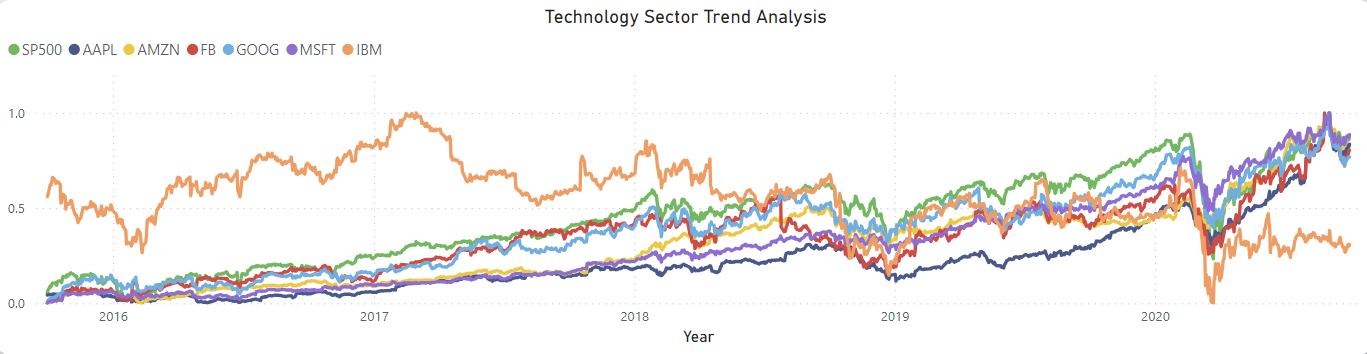 Technology Sector Trend Analysis
SP500 AAPL AMZN FB GOOG MSFT IBM
1.0
0.5
0.0
2016 2017 2018 2019 2020
Year